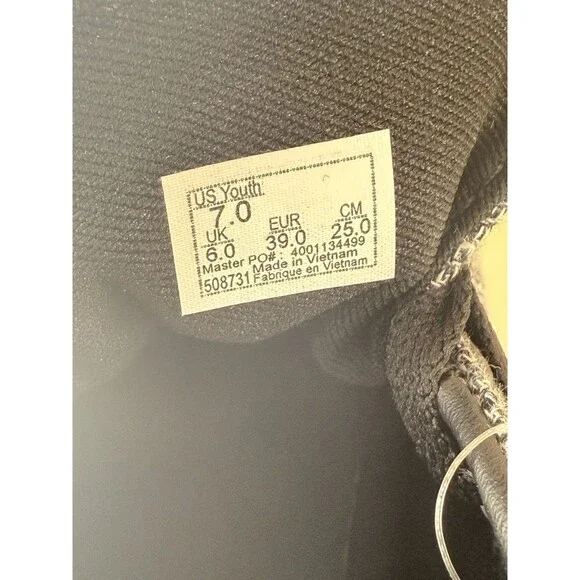 US Youth:
7.0
UK EUR CM
6.0 39.0 25.0
Master PO#: 4001134499
Made in Vietnam
508731 Fabrique en Vietnam